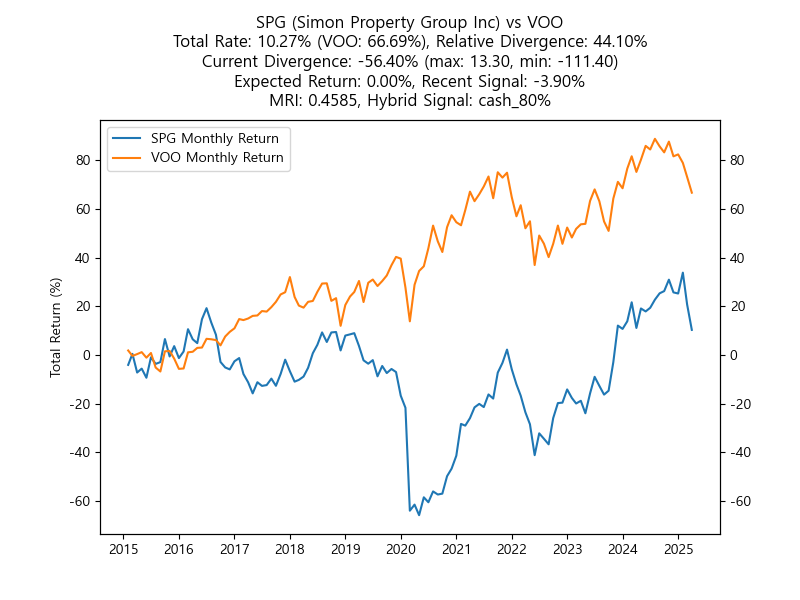 SPG (Simon Property Group Inc) vs VOO
Total Rate: 10.27% (VOO: 66.69%), Relative Divergence: 44.10%
Current Divergence: -56.40% (max: 13.30, min: -111.40)
Expected Return: 0.00%, Recent Signal: -3.90%
MRI: 0.4585, Hybrid Signal: cash_80%
SPG Monthly Return
VOO Monthly Return
Total Return (%)
80
60
40
20
0
-20
-40
-60
80
60
40
20
0
-20
-40
-60
2015 2016 2017 2018 2019 2020 2021 2022 2023 2024 2025